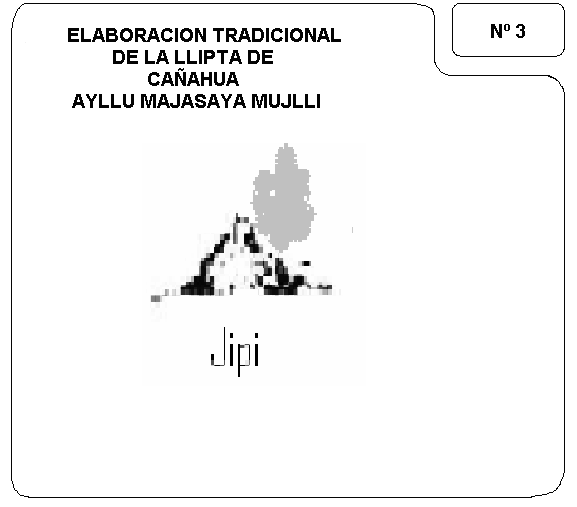 ELABORACION TRADICIONAL
DE LA LLIPTA DE
CAÑAHUA
AYLLU MAJASAYA MUJLLI
Nº 3
Jipi